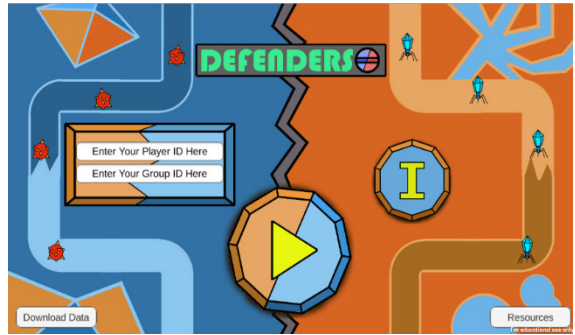 DEFENDERS
Enter Your Player ID Here
Enter Your Group ID Here
I
Download Data
Resources
For educational use only